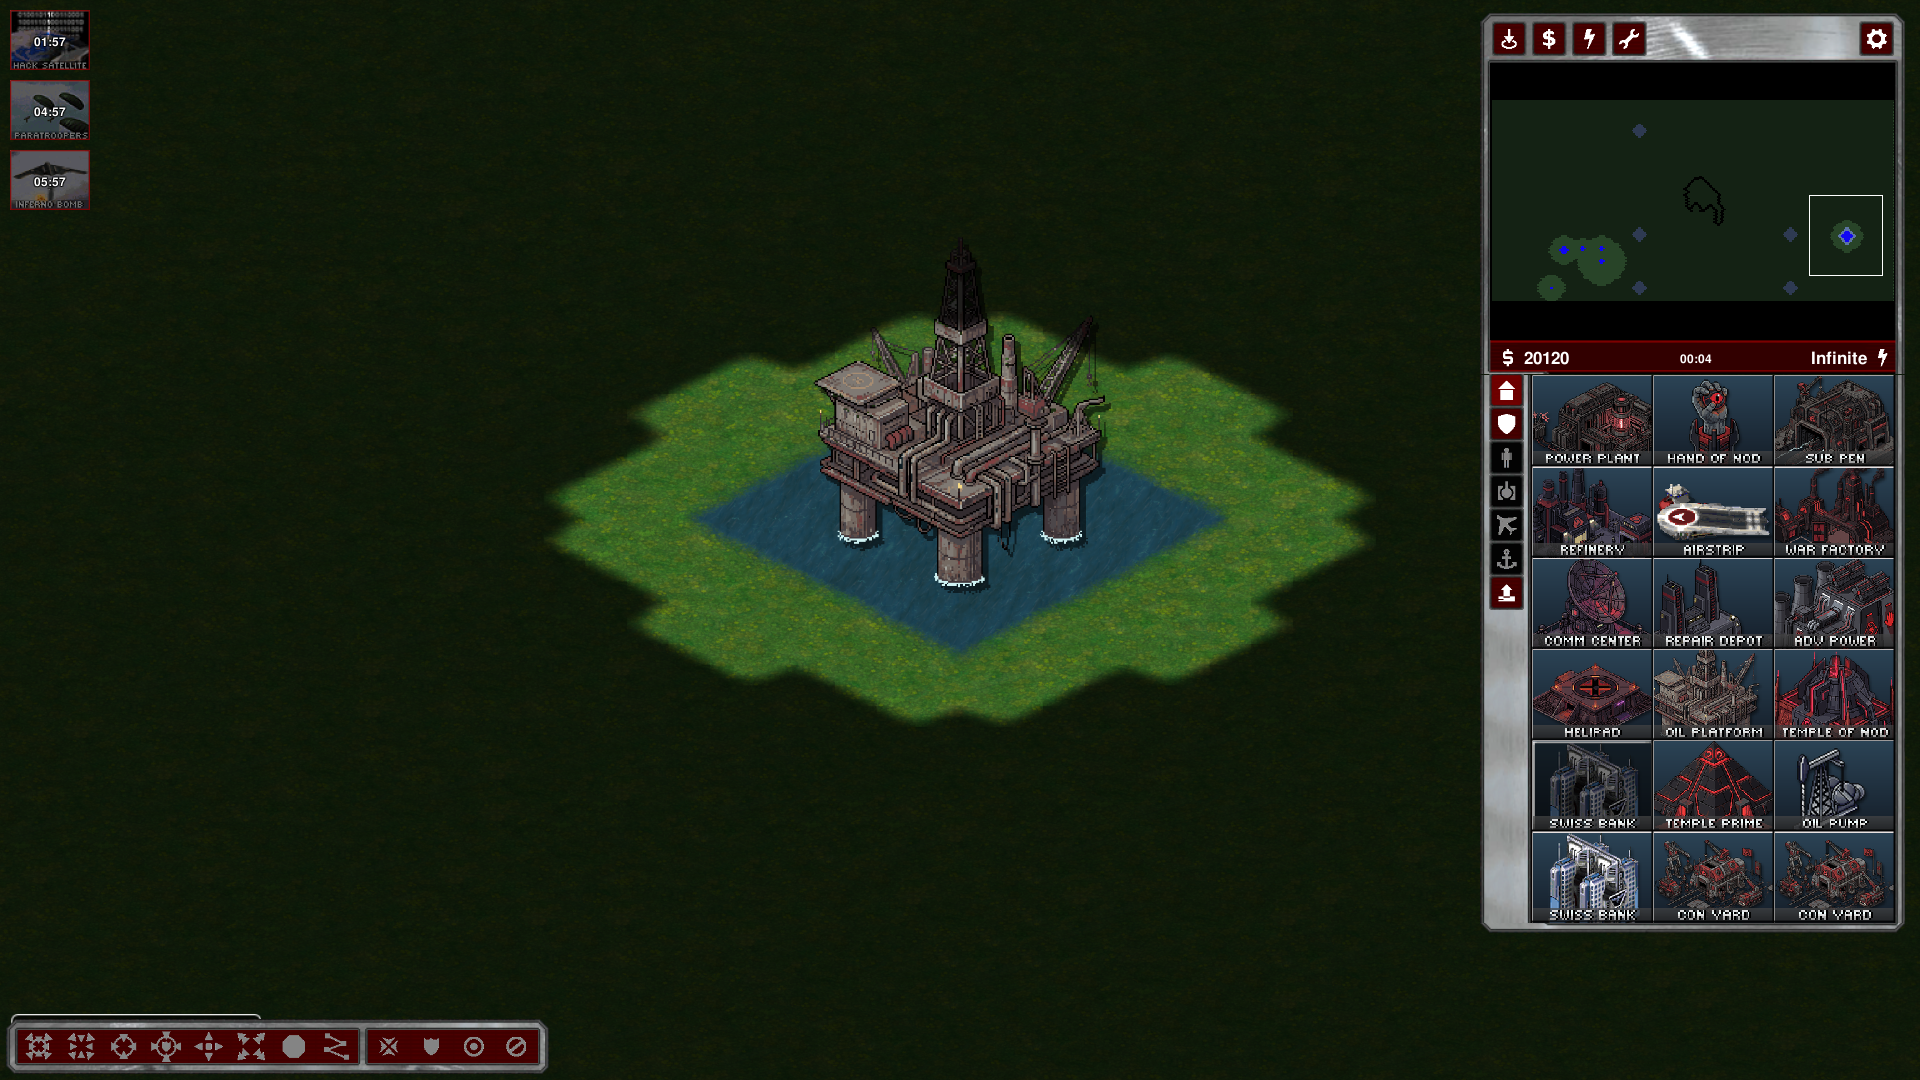 01:57
HACK SATELLITE
04:57
PARATROOPERS
05:57
INFERNO BOMB
$ 20120
00:04
Infinite
POWER PLANT
HAND OF NOD
SUB PEN
REFINERY
AIRSTRIP
WAR FACTORY
COMM CENTER
REPAIR DEPOT
ADV POWER
HELIPAD
OIL PLATFORM
TEMPLE OF NOD
SWISS BANK
TEMPLE PRIME
OIL PUMP
SWISS BANK
CON YARD
CON YARD